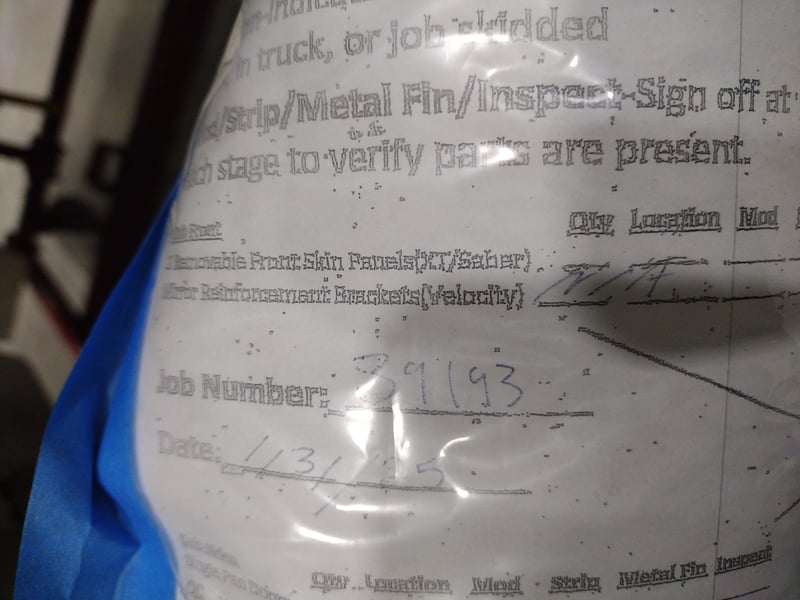 in truck, or job skidded
/Strip/Metal Fin/Inspect-Sign off at
each stage to verify parts are present.
Qty Location Mod
Removable Front Skin Panels(XT/Saber)
Mirror Reinforcement Brackets(Velocity)
Job Number: 39193
Date: 1/31/25
Qty Location Mod Strip Metal Fin Inspect